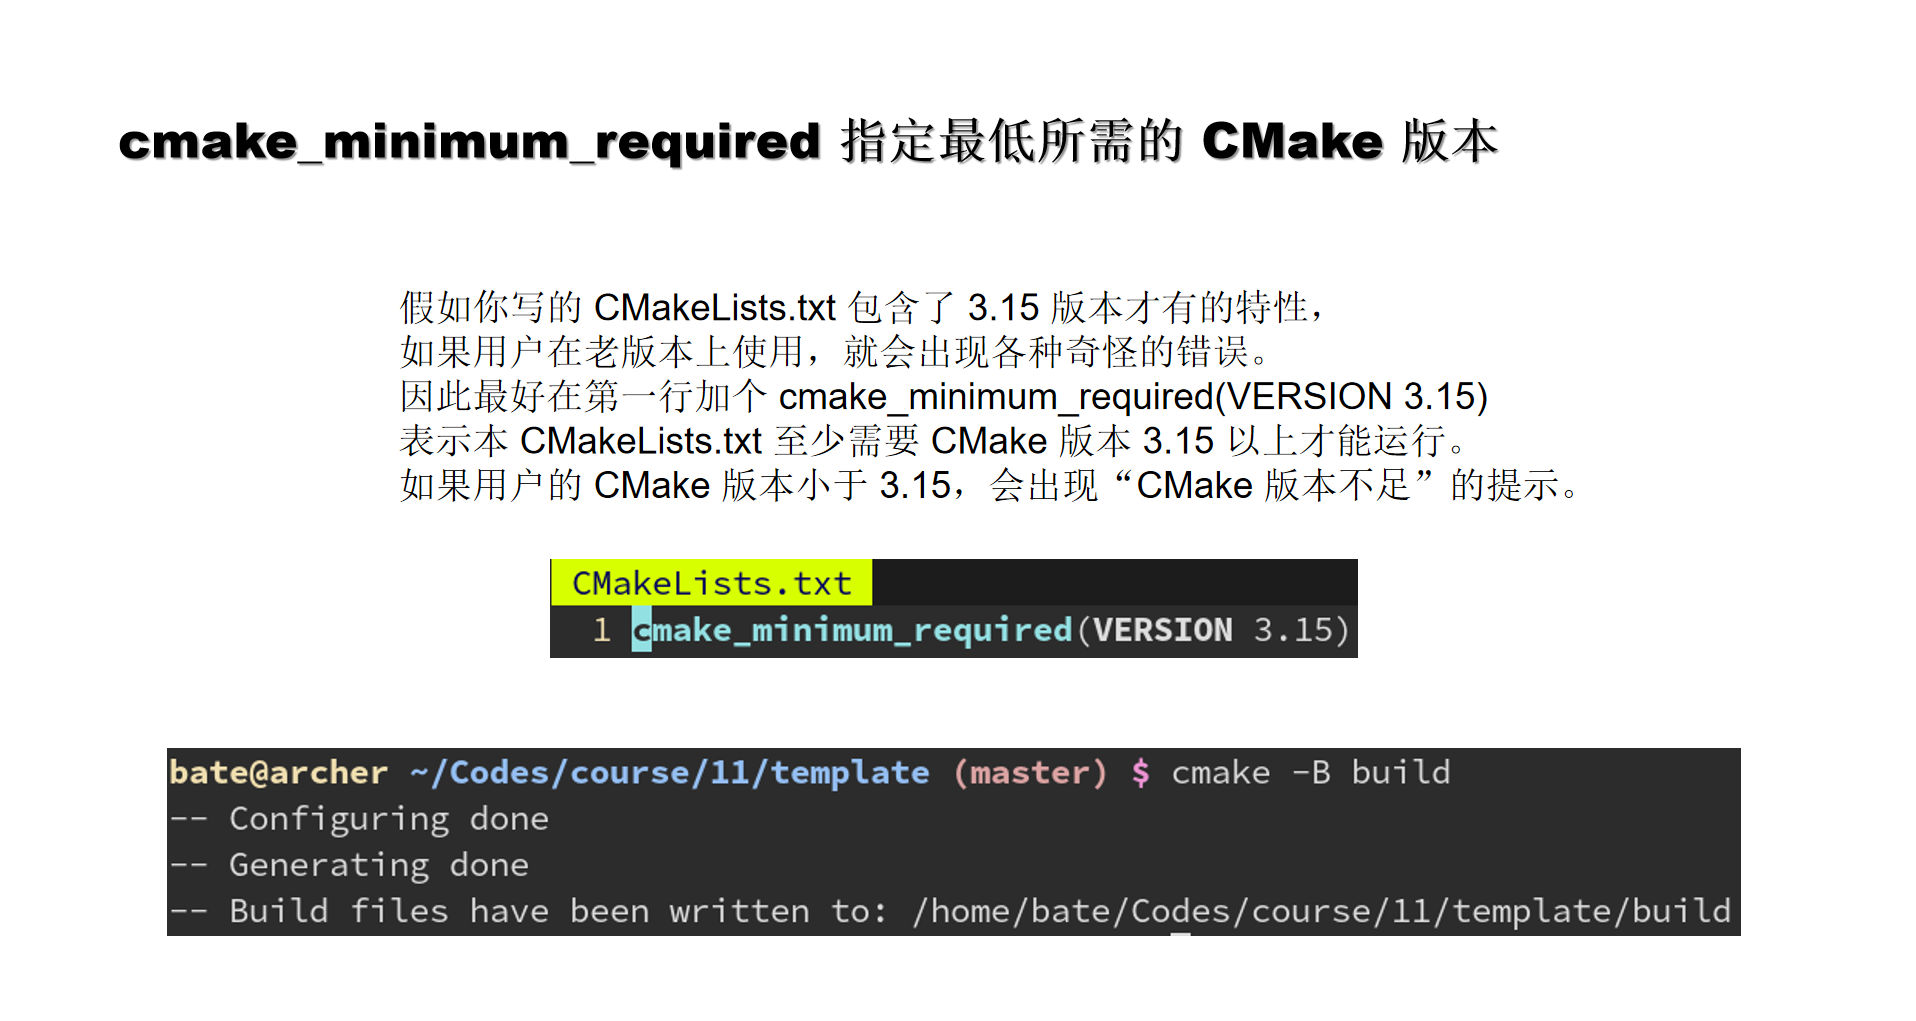 cmake_minimum_required 指定最低所需的 CMake 版本
假如你写的 CMakeLists.txt 包含了 3.15 版本才有的特性，
如果用户在老版本上使用，就会出现各种奇怪的错误。
因此最好在第一行加个 cmake_minimum_required(VERSION 3.15)
表示本 CMakeLists.txt 至少需要 CMake 版本 3.15 以上才能运行。
如果用户的 CMake 版本小于 3.15，会出现“CMake 版本不足”的提示。
CMakeLists.txt
1 cmake_minimum_required(VERSION 3.15)
bate@archer ~/Codes/course/11/template (master) $ cmake -B build
-- Configuring done
-- Generating done
-- Build files have been written to: /home/bate/Codes/course/11/template/build